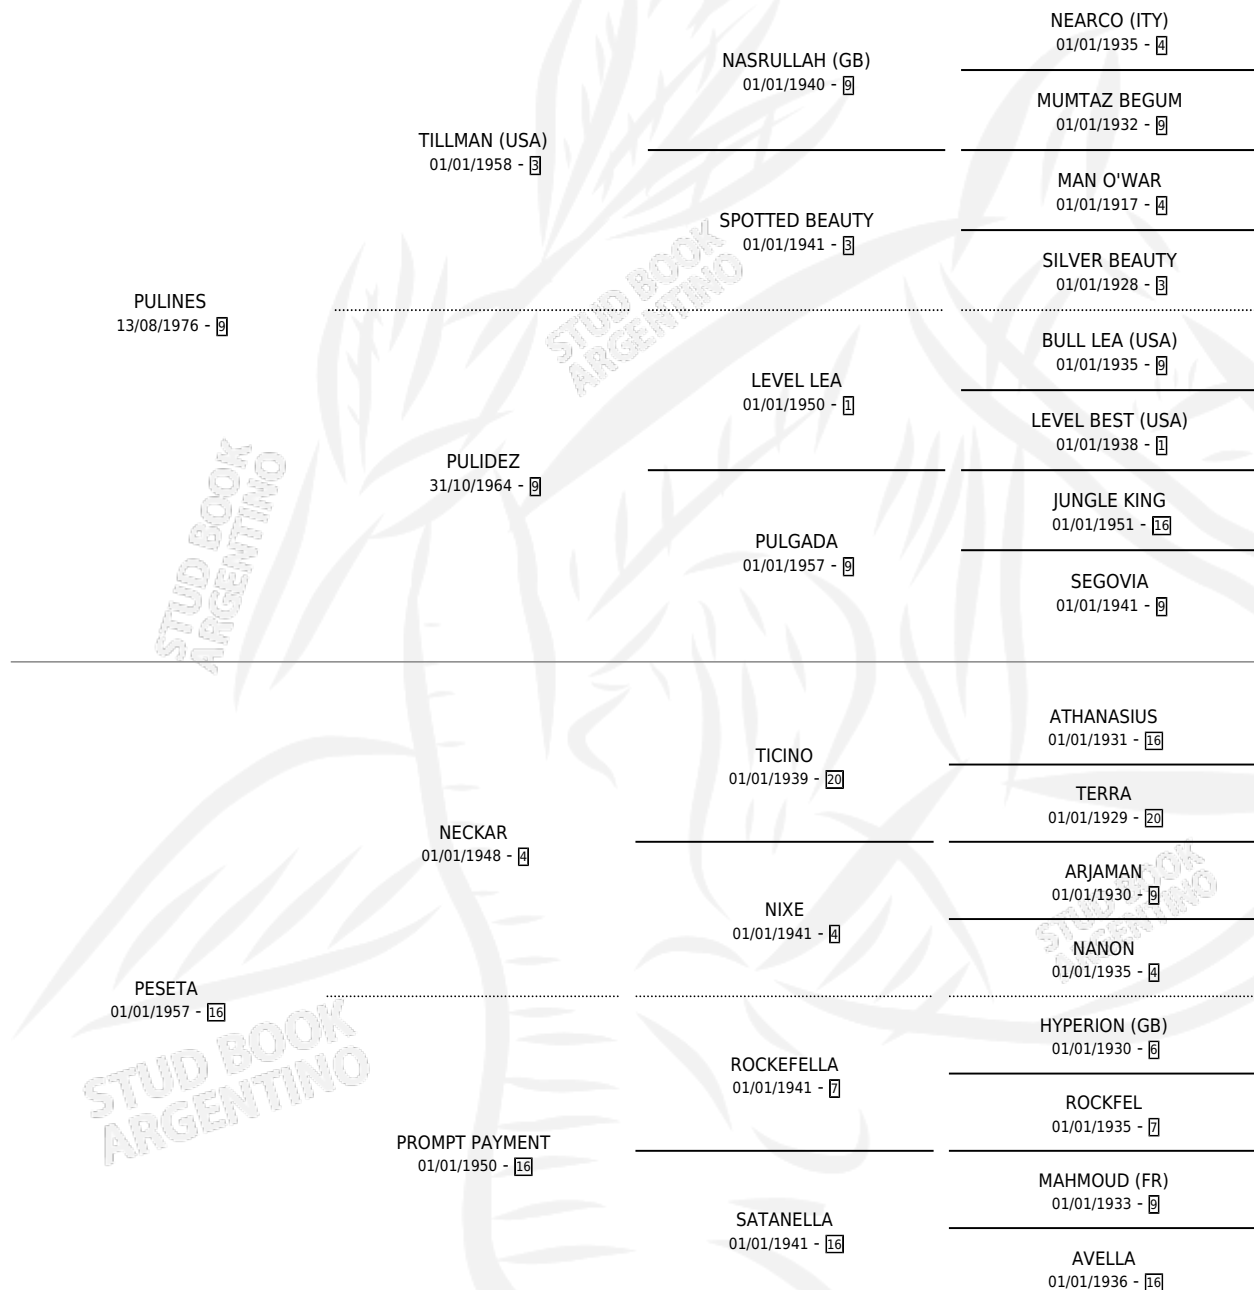 NEARCO (ITY)
01/01/1935 - 4
NASRULLAH (GB)
01/01/1940 - 9
MUMTAZ BEGUM
01/01/1932 - 9
TILLMAN (USA)
01/01/1958 - 3
MAN O'WAR
01/01/1917 - 4
SPOTTED BEAUTY
01/01/1941 - 3
SILVER BEAUTY
01/01/1928 - 3
PULINES
13/08/1976 - 9
BULL LEA (USA)
01/01/1935 - 9
LEVEL LEA
01/01/1950 - 1
LEVEL BEST (USA)
01/01/1938 - 1
PULIDEZ
31/10/1964 - 9
JUNGLE KING
01/01/1951 - 16
PULGADA
01/01/1957 - 9
SEGOVIA
01/01/1941 - 9
ATHANASIUS
01/01/1931 - 16
TICINO
01/01/1939 - 20
TERRA
01/01/1929 - 20
NECKAR
01/01/1948 - 4
ARJAMAN
01/01/1930 - 9
NIXE
01/01/1941 - 4
NANON
01/01/1935 - 4
PESETA
01/01/1957 - 16
HYPERION (GB)
01/01/1930 - 6
ROCKEFELLA
01/01/1941 - 7
ROCKFEL
01/01/1935 - 7
PROMPT PAYMENT
01/01/1950 - 16
MAHMOUD (FR)
01/01/1933 - 9
SATANELLA
01/01/1941 - 16
AVELLA
01/01/1936 - 16
STUD BOOK
ARGENTINO
STUD BOOK
ARGENTINO
STUD BOOK
ARGENTINO
STUD BOOK
ARGENTINO